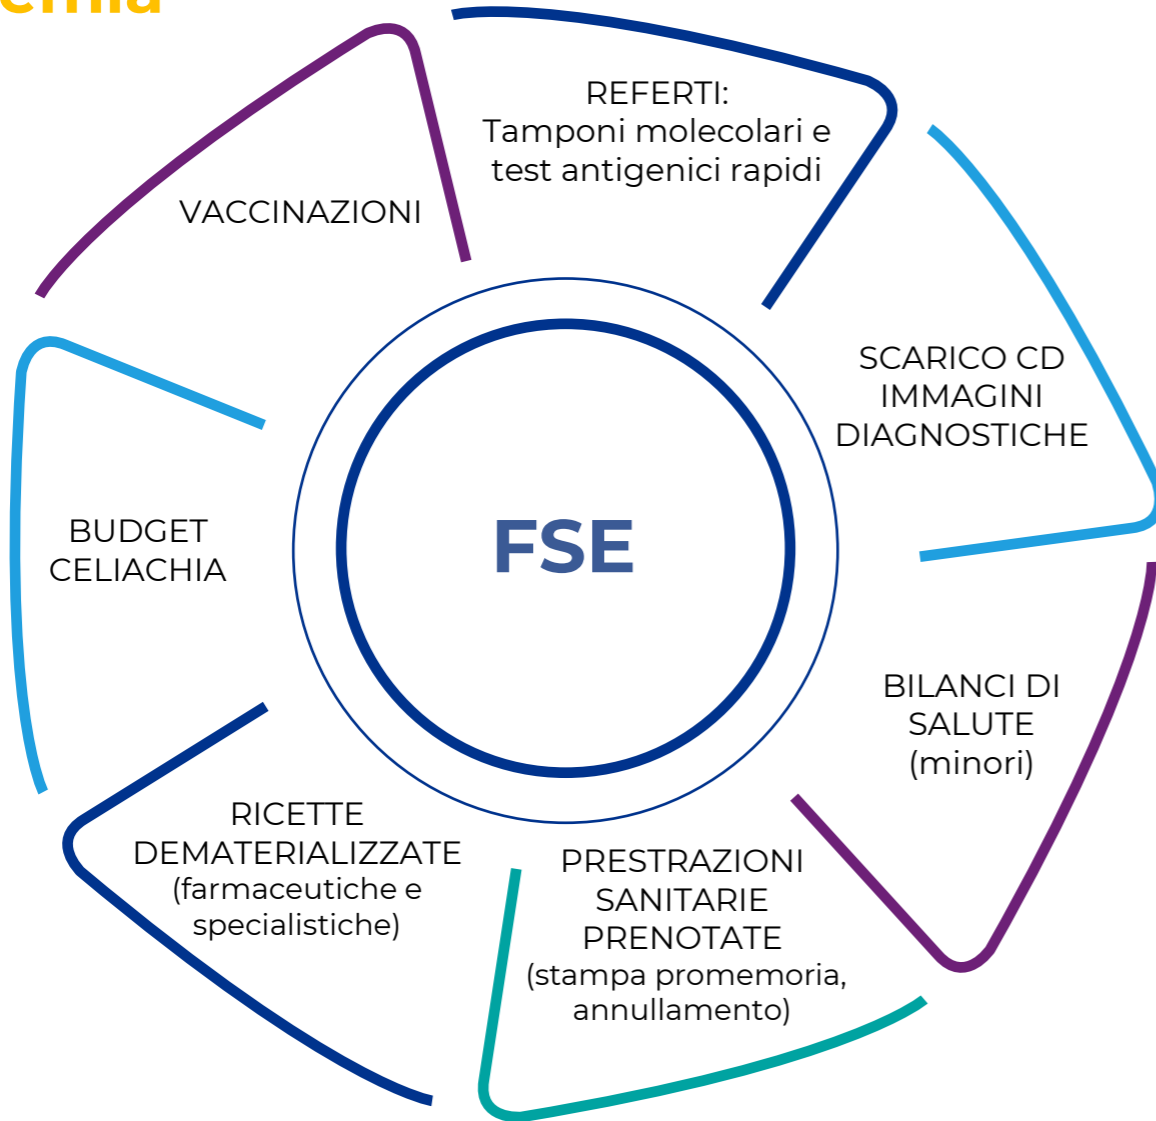 REFERTI:
Tamponi molecolari e
test antigenici rapidi
VACCINAZIONI
SCARICO CD
IMMAGINI
DIAGNOSTICHE
BUDGET
CELIACHIA
FSE
BILANCI DI
SALUTE
(minori)
RICETTE
DEMATERIALIZZATE
(farmaceutiche e
specialistiche)
PRESTRAZIONI
SANITARIE
PRENOTATE
(stampa promemoria,
annullamento)